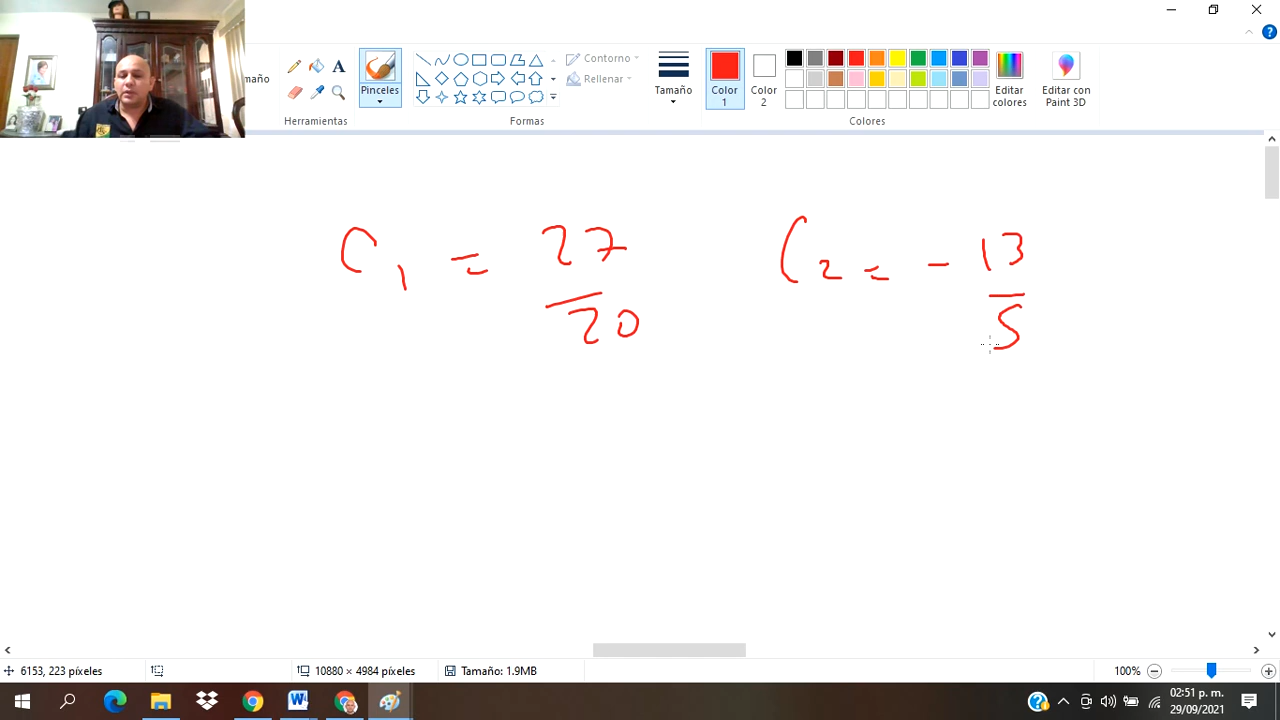 Contorno
Rellenar
maño
Pinceles
Tamaño
Color 1
Color 2
Editar colores
Editar con Paint 3D
Herramientas
Formas
Colores
C1 = 27/20
C2 = - 13/5
6153, 223 píxeles
10880 × 4984 píxeles
Tamaño: 1.9MB
100%
02:51 p. m.
29/09/2021